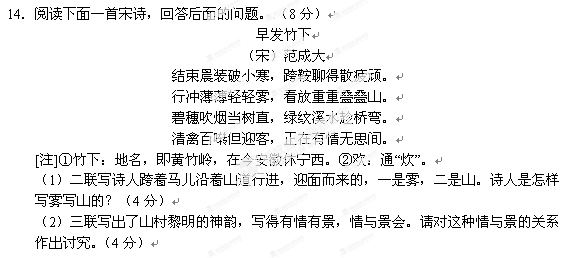 14. 阅读下面一首宋诗，回答后面的问题。（8分）
早发竹下
（宋）范成大
结束晨装破小寒，跨鞍聊得散疲顽。
行冲薄薄轻轻雾，看放重重叠叠山。
碧穗吹烟当树直，绿纹溪水趁桥弯。
清禽百啭似迎客，正在有情无思间。
[注]①竹下：地名，即黄竹岭，在今安徽休宁西。②欢：通“炊”。
（1）二联写诗人跨着马儿沿着山道行进，迎面而来的，一是雾，二是山。诗人是怎样
写雾写山的？（4分）
（2）三联写出了山村黎明的神韵，写得有情有景，情与景会。请对这种情与景的关系
作出讨究。（4分）